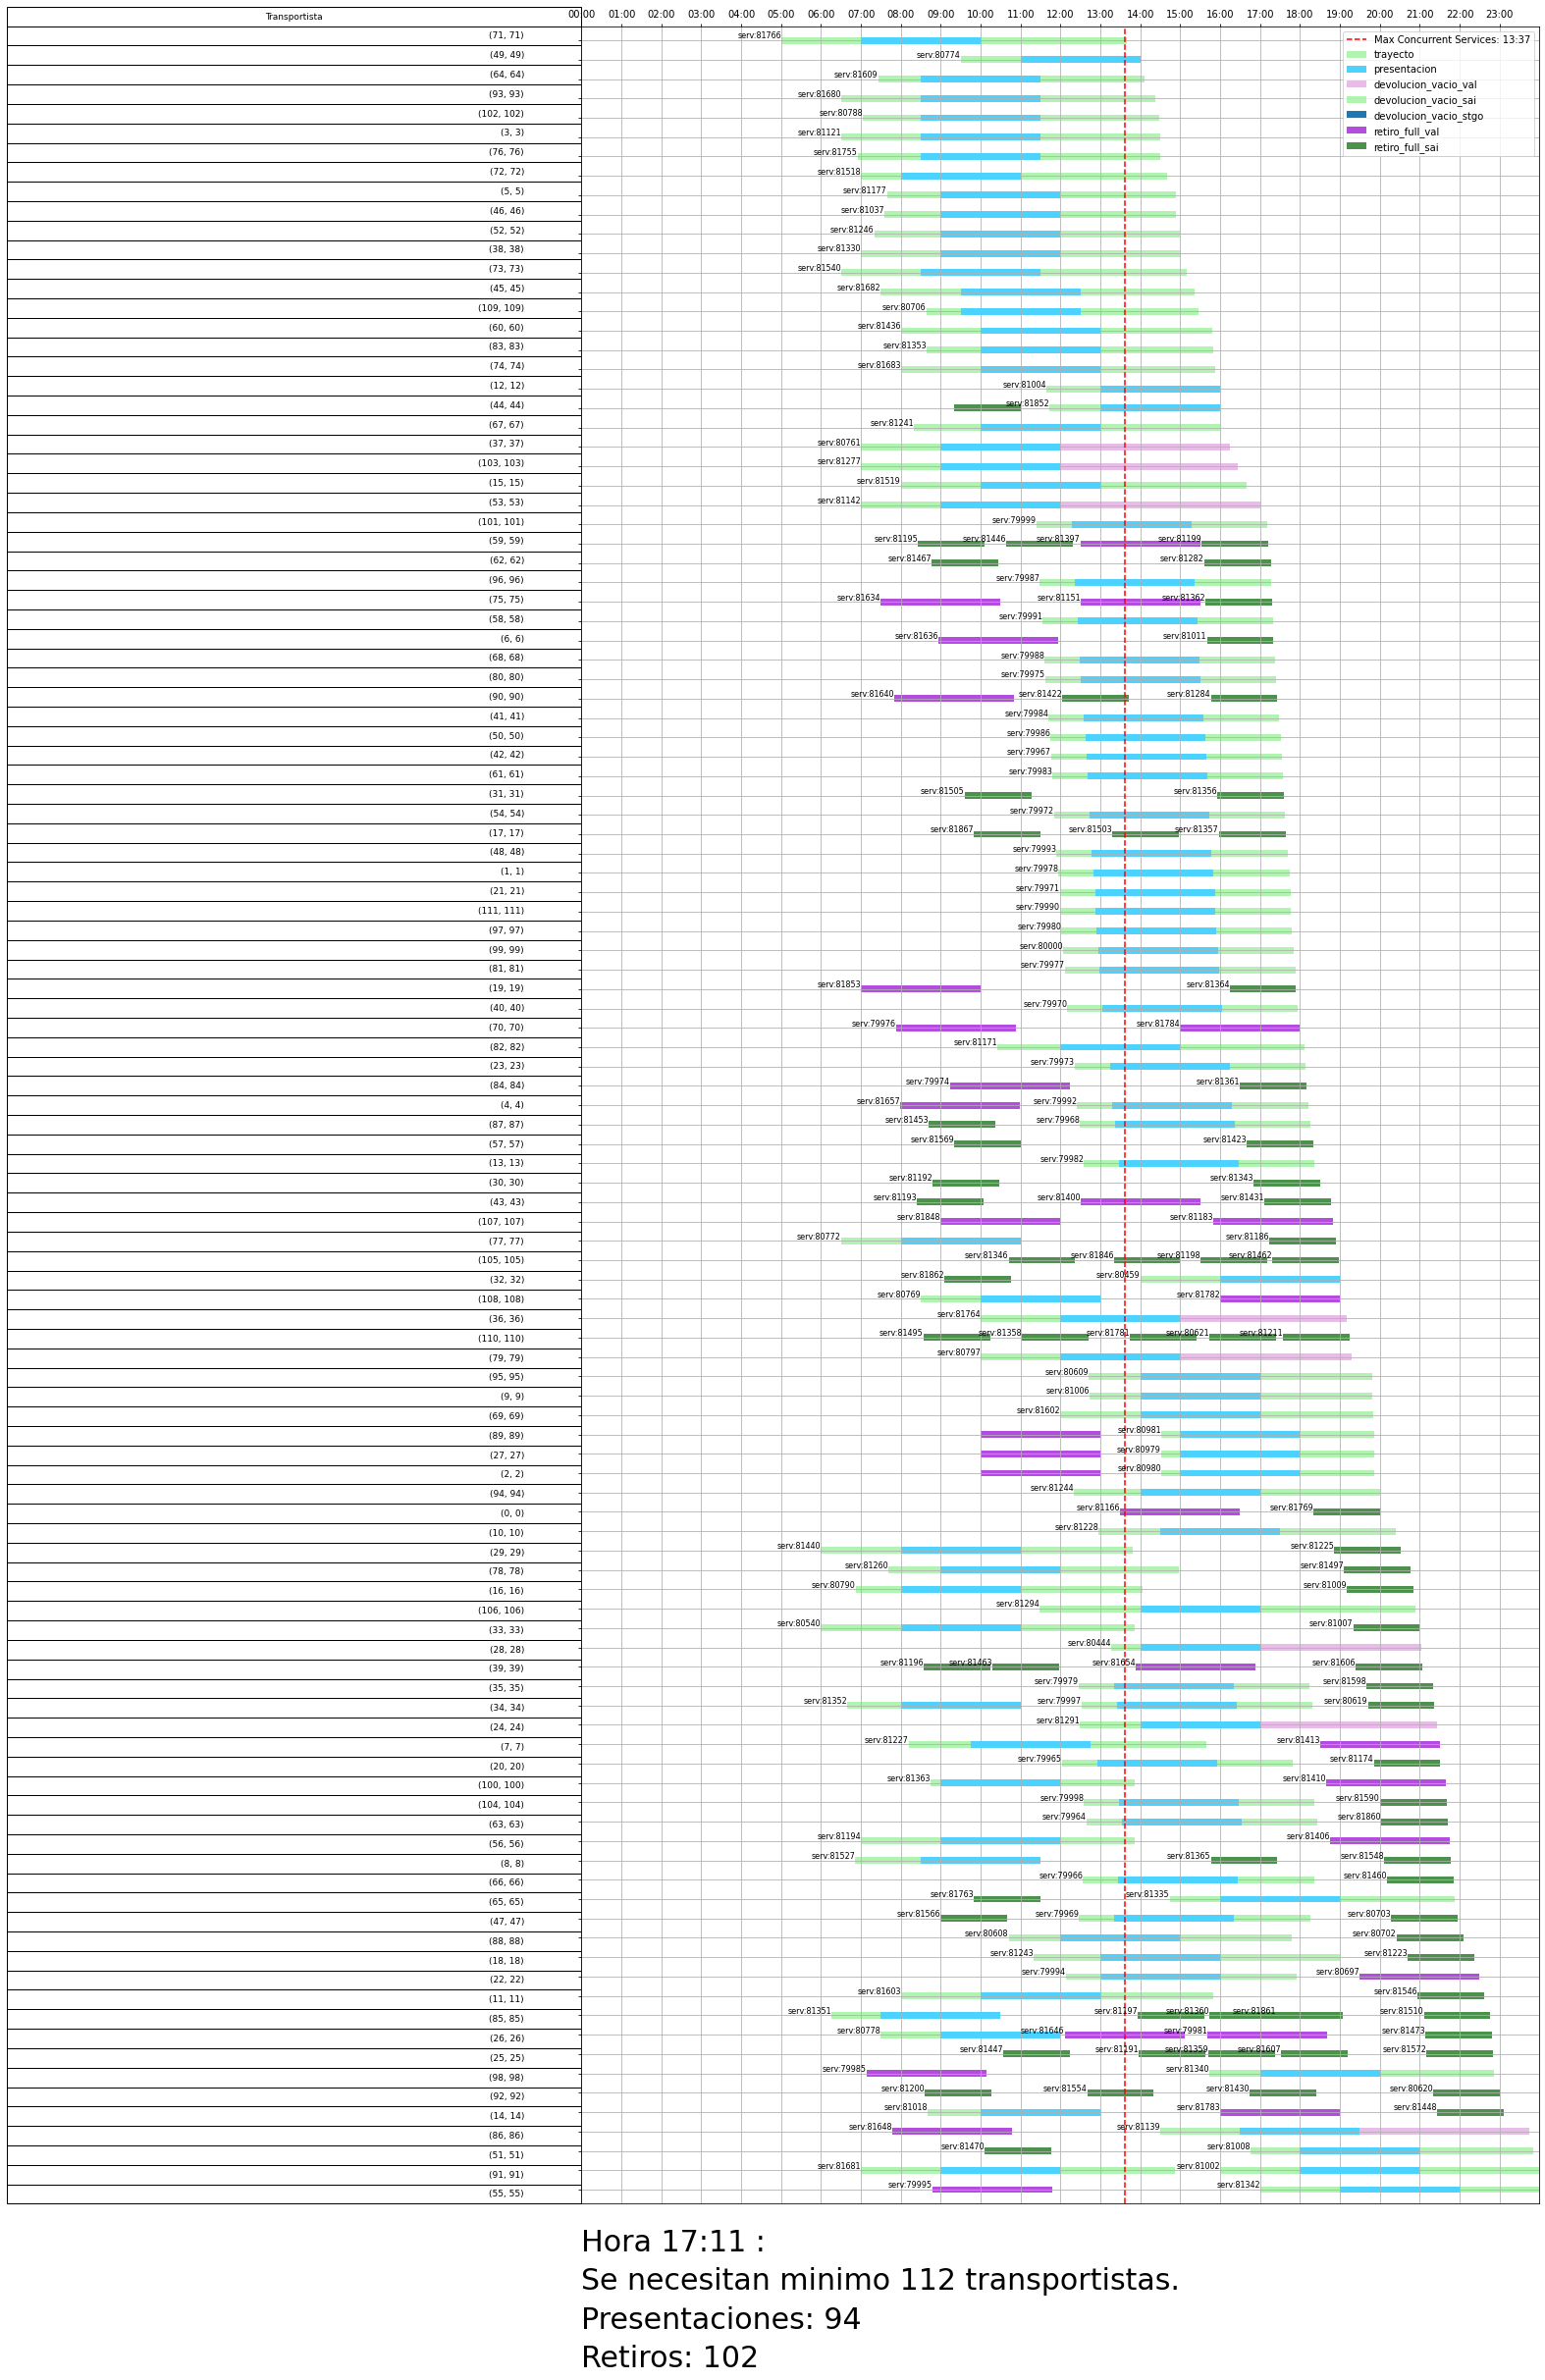 Transportista
00:00 01:00 02:00 03:00 04:00 05:00 06:00 07:00 08:00 09:00 10:00 11:00 12:00 13:00 14:00 15:00 16:00 17:00 18:00 19:00 20:00 21:00 22:00 23:00
Max Concurrent Services: 13:37
trayecto
presentacion
devolucion_vacio_val
devolucion_vacio_sai
devolucion_vacio_stgo
retiro_full_val
retiro_full_sai
(71, 71) serv:81766
(49, 49) serv:80774
(64, 64) serv:81609
(93, 93) serv:81680
(102, 102) serv:80788
(3, 3) serv:81121
(76, 76) serv:81755
(72, 72) serv:81518
(5, 5) serv:81177
(46, 46) serv:81037
(52, 52) serv:81246
(38, 38) serv:81330
(73, 73) serv:81540
(45, 45) serv:81682
(109, 109) serv:80706
(60, 60) serv:81436
(83, 83) serv:81353
(74, 74) serv:81683
(12, 12) serv:81004
(44, 44) serv:81852
(67, 67) serv:81241
(37, 37) serv:80761
(103, 103) serv:81277
(15, 15) serv:81519
(53, 53) serv:81142
(101, 101) serv:79999
(59, 59) serv:81195 serv:81446 serv:81397 serv:81199
(62, 62) serv:81467 serv:81282
(96, 96) serv:79987
(75, 75) serv:81634 serv:81151 serv:81362
(58, 58) serv:79991
(6, 6) serv:81636 serv:81011
(68, 68) serv:79988
(80, 80) serv:79975
(90, 90) serv:81640 serv:81422 serv:81284
(41, 41) serv:79984
(50, 50) serv:79986
(42, 42) serv:79967
(61, 61) serv:79983
(31, 31) serv:81505 serv:81356
(54, 54) serv:79972
(17, 17) serv:81867 serv:81503 serv:81357
(48, 48) serv:79993
(1, 1) serv:79978
(21, 21) serv:79971
(111, 111) serv:79990
(97, 97) serv:79980
(99, 99) serv:80000
(81, 81) serv:79977
(19, 19) serv:81853 serv:81364
(40, 40) serv:79970
(70, 70) serv:79976 serv:81784
(82, 82) serv:81171
(23, 23) serv:79973
(84, 84) serv:79974 serv:81361
(4, 4) serv:81657 serv:79992
(87, 87) serv:81453 serv:79968
(57, 57) serv:81569 serv:81423
(13, 13) serv:79982
(30, 30) serv:81192 serv:81343
(43, 43) serv:81193 serv:81400 serv:81431
(107, 107) serv:81848 serv:81183
(77, 77) serv:80772 serv:81186
(105, 105) serv:81346 serv:81846 serv:81198 serv:81462
(32, 32) serv:81862 serv:80459
(108, 108) serv:80769 serv:81782
(36, 36) serv:81764
(110, 110) serv:81495 serv:81358 serv:81781 serv:80621 serv:81211
(79, 79) serv:80797
(95, 95) serv:80609
(9, 9) serv:81006
(69, 69) serv:81602
(89, 89) serv:80981
(27, 27) serv:80979
(2, 2) serv:80980
(94, 94) serv:81244
(0, 0) serv:81166 serv:81769
(10, 10) serv:81228
(29, 29) serv:81440 serv:81225
(78, 78) serv:81260 serv:81497
(16, 16) serv:80790 serv:81009
(106, 106) serv:81294
(33, 33) serv:80540 serv:81007
(28, 28) serv:80444
(39, 39) serv:81196 serv:81463 serv:81654 serv:81606
(35, 35) serv:79979 serv:81598
(34, 34) serv:81352 serv:79997 serv:80619
(24, 24) serv:81291
(7, 7) serv:81227 serv:81413
(20, 20) serv:79965 serv:81174
(100, 100) serv:81363 serv:81410
(104, 104) serv:79998 serv:81590
(63, 63) serv:79964 serv:81860
(56, 56) serv:81194 serv:81406
(8, 8) serv:81527 serv:81365 serv:81548
(66, 66) serv:79966 serv:81460
(65, 65) serv:81763 serv:81335
(47, 47) serv:81566 serv:79969 serv:80703
(88, 88) serv:80608 serv:80702
(18, 18) serv:81243 serv:81223
(22, 22) serv:79994 serv:80697
(11, 11) serv:81603 serv:81546
(85, 85) serv:81351 serv:81197 serv:81360 serv:81861 serv:81510
(26, 26) serv:80778 serv:81646 serv:79981 serv:81473
(25, 25) serv:81447 serv:81191 serv:81359 serv:81607 serv:81572
(98, 98) serv:79985 serv:81340
(92, 92) serv:81200 serv:81554 serv:81430 serv:80620
(14, 14) serv:81018 serv:81783 serv:81448
(86, 86) serv:81648 serv:81139
(51, 51) serv:81470 serv:81008
(91, 91) serv:81681 serv:81002
(55, 55) serv:79995 serv:81342
Hora 17:11 :
Se necesitan minimo 112 transportistas.
Presentaciones: 94
Retiros: 102